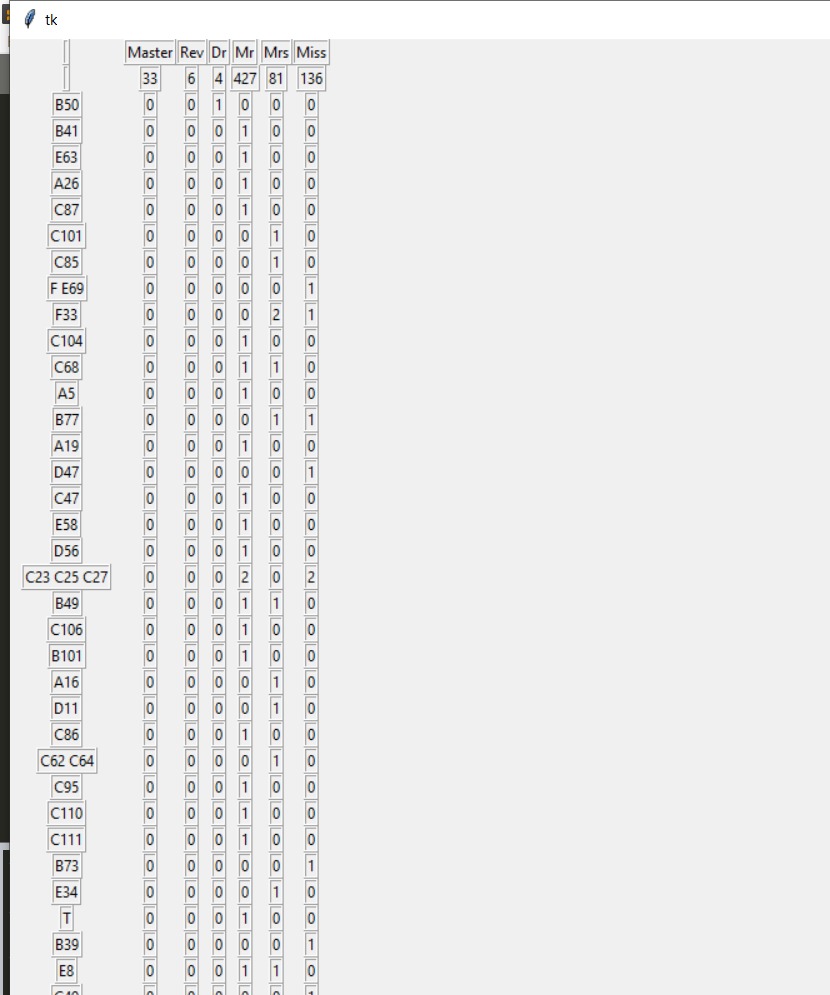 tk
Master Rev Dr Mr Mrs Miss
33 6 4 427 81 136
B50 0 0 1 0 0 0
B41 0 0 0 1 0 0
E63 0 0 0 1 0 0
A26 0 0 0 1 0 0
C87 0 0 0 1 0 0
C101 0 0 0 0 1 0
C85 0 0 0 0 1 0
F E69 0 0 0 0 0 1
F33 0 0 0 0 2 1
C104 0 0 0 1 0 0
C68 0 0 0 1 1 0
A5 0 0 0 1 0 0
B77 0 0 0 0 1 1
A19 0 0 0 1 0 0
D47 0 0 0 0 0 1
C47 0 0 0 1 0 0
E58 0 0 0 1 0 0
D56 0 0 0 1 0 0
C23 C25 C27 0 0 0 2 0 2
B49 0 0 0 1 1 0
C106 0 0 0 1 0 0
B101 0 0 0 1 0 0
A16 0 0 0 0 1 0
D11 0 0 0 0 1 0
C86 0 0 0 1 0 0
C62 C64 0 0 0 0 1 0
C95 0 0 0 1 0 0
C110 0 0 0 1 0 0
C111 0 0 0 1 0 0
B73 0 0 0 0 0 1
E34 0 0 0 0 1 0
T 0 0 0 1 0 0
B39 0 0 0 0 0 1
E8 0 0 0 1 1 0